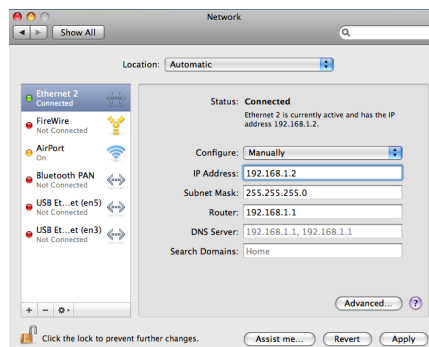 Network
Show All
Location: Automatic
Ethernet 2
Connected
FireWire
Not Connected
AirPort
On
Bluetooth PAN
Not Connected
USB Et...et (en5)
Not Connected
USB Et...et (en3)
Not Connected
Status: Connected
Ethernet 2 is currently active and has the IP
address 192.168.1.2.
Configure: Manually
IP Address: 192.168.1.2
Subnet Mask: 255.255.255.0
Router: 192.168.1.1
DNS Server: 192.168.1.1, 192.168.1.1
Search Domains: Home
Advanced... ?
+ −
Click the lock to prevent further changes.
Assist me... Revert Apply